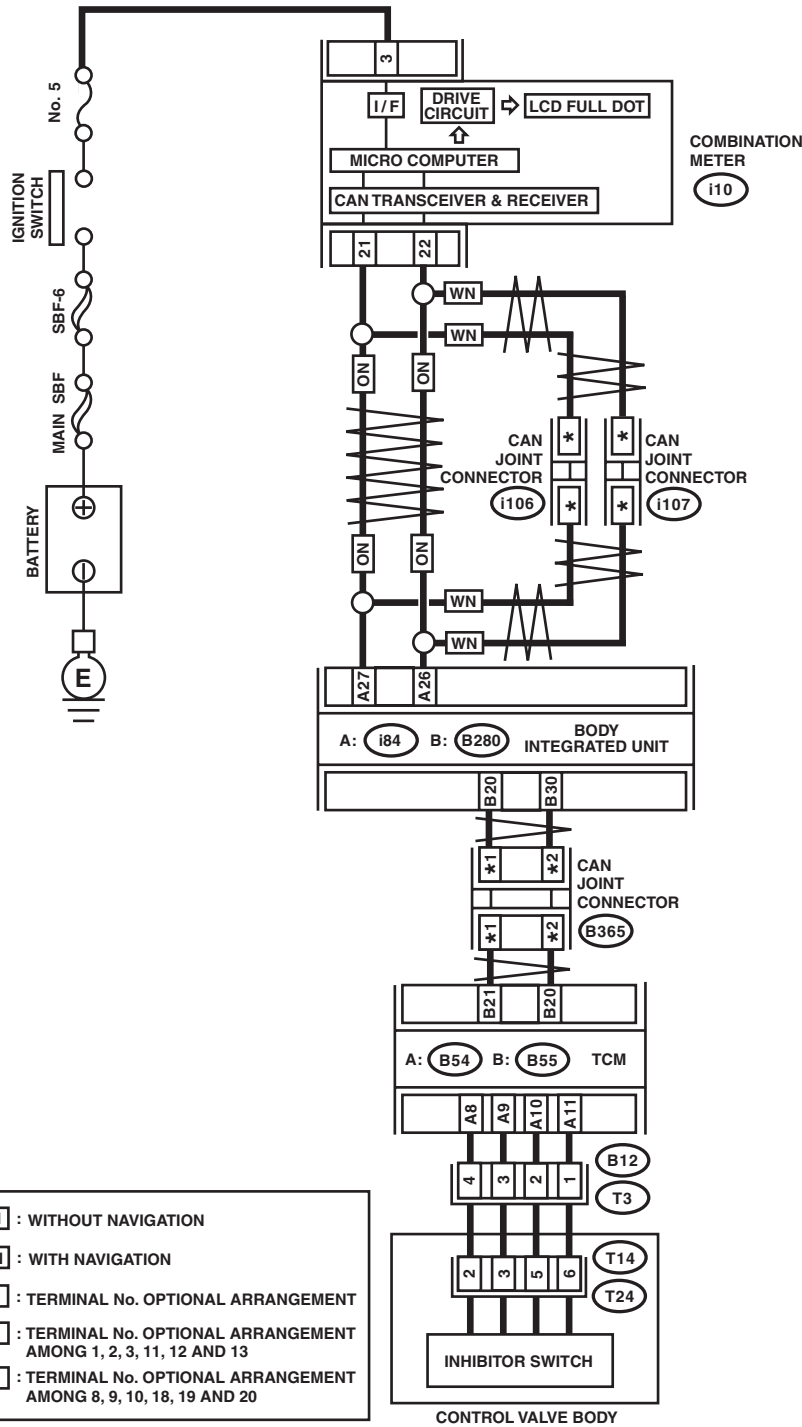 3
No. 5
I/F
DRIVE
CIRCUIT
LCD FULL DOT
MICRO COMPUTER
CAN TRANSCEIVER & RECEIVER
COMBINATION
METER
i10
IGNITION
SWITCH
21
22
SBF-6
WN
WN
MAIN SBF
ON
ON
BATTERY
CAN
JOINT
CONNECTOR
i106
*
*
*
*
CAN
JOINT
CONNECTOR
i107
ON
ON
WN
WN
E
A27
A26
A: i84 B: B280 BODY
INTEGRATED UNIT
B20
B30
*1
*2
CAN
JOINT
CONNECTOR
B365
*1
*2
B21
B20
A: B54 B: B55 TCM
A8
A9
A10
A11
B12
4
3
2
1
T3
T14
2
3
5
6
T24
INHIBITOR SWITCH
CONTROL VALVE BODY
: WITHOUT NAVIGATION
: WITH NAVIGATION
: TERMINAL No. OPTIONAL ARRANGEMENT
: TERMINAL No. OPTIONAL ARRANGEMENT
AMONG 1, 2, 3, 11, 12 AND 13
: TERMINAL No. OPTIONAL ARRANGEMENT
AMONG 8, 9, 10, 18, 19 AND 20